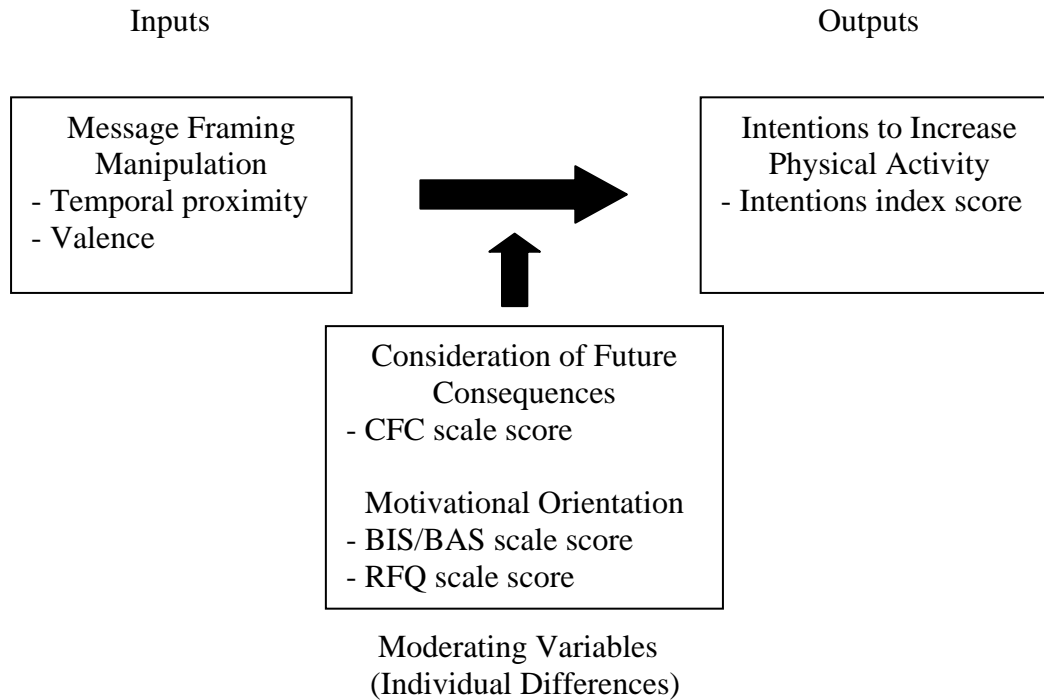 Inputs
Outputs
Message Framing
Manipulation
- Temporal proximity
- Valence
Intentions to Increase
Physical Activity
- Intentions index score
Consideration of Future
Consequences
- CFC scale score
Motivational Orientation
- BIS/BAS scale score
- RFQ scale score
Moderating Variables
(Individual Differences)